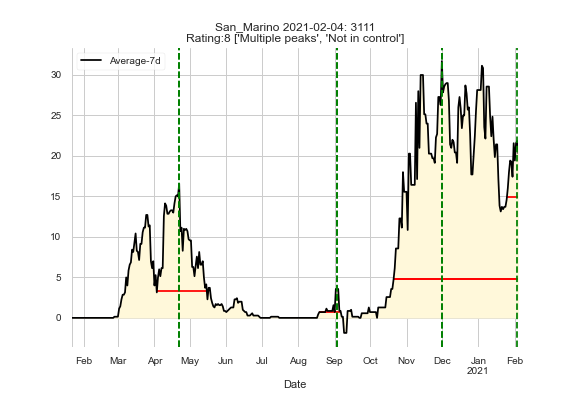 San_Marino 2021-02-04: 3111
Rating:8 ['Multiple peaks', 'Not in control']
Average-7d
30
25
20
15
10
5
0
Feb Mar Apr May Jun Jul Aug Sep Oct Nov Dec Jan Feb
2021
Date